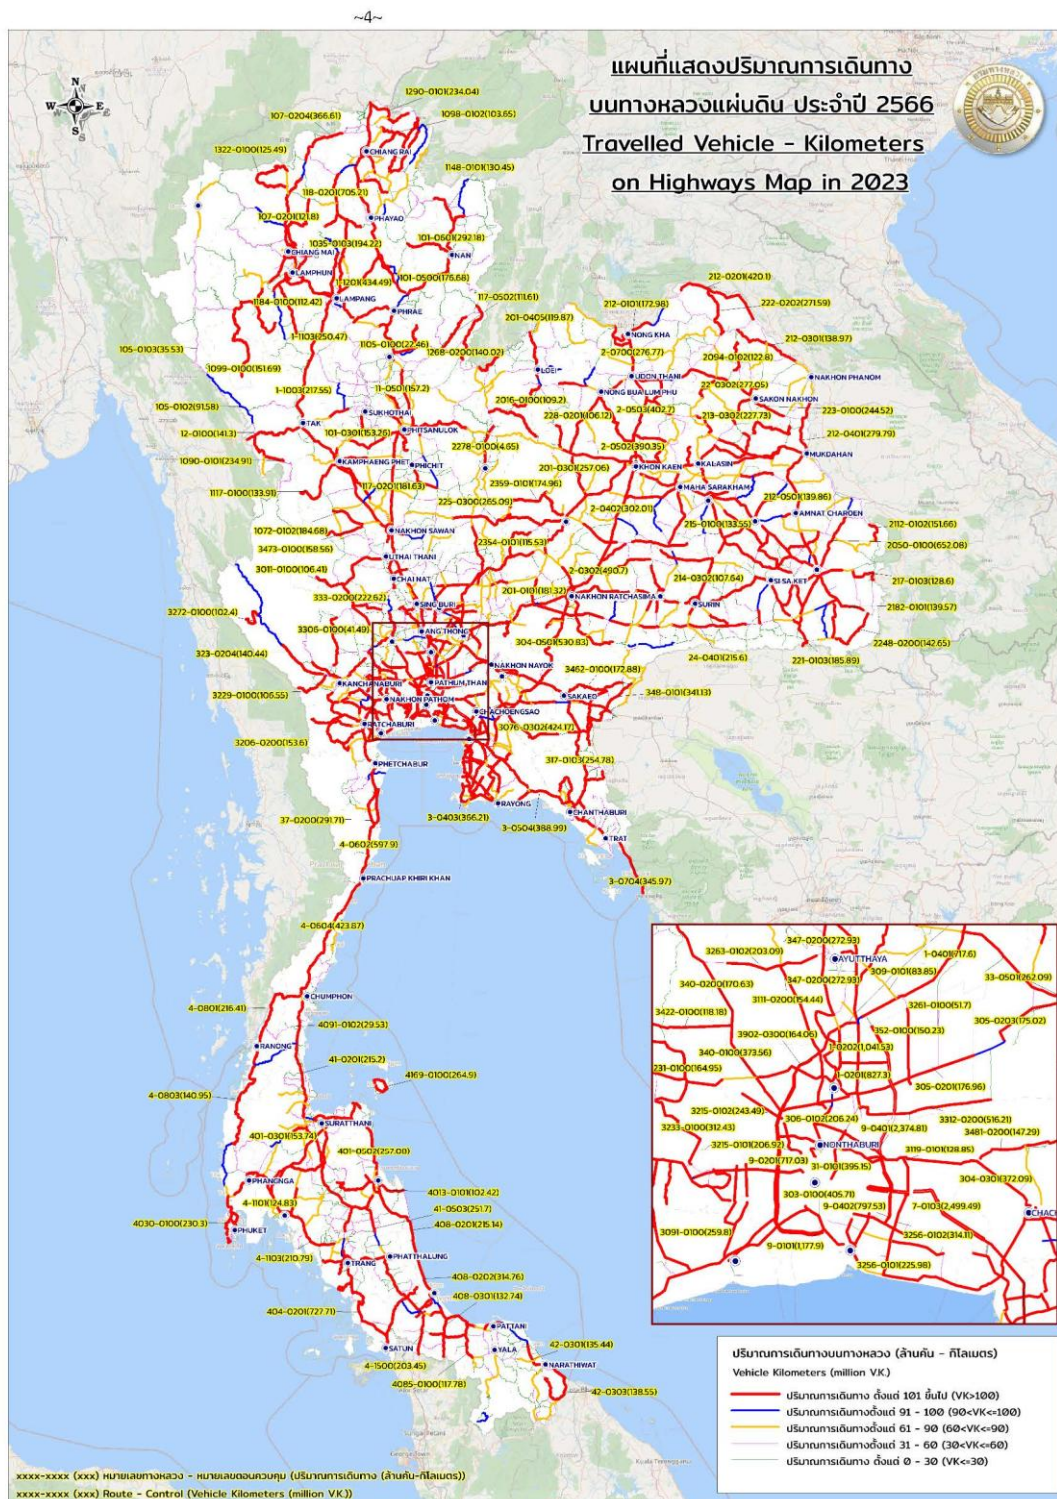 ~4~
แผนที่แสดงปริมาณการเดินทาง
บนทางหลวงแผ่นดิน ประจำปี 2566
Travelled Vehicle - Kilometers
on Highways Map in 2023
N
W E
S
1290-0101(234.04)
107-0204(366.61)
1098-0102(103.65)
CHIANG RAI
1322-0100(125.49)
1148-0101(130.45)
118-0201(705.21)
107-0201(121.8)
PHAYAO
1035-0103(194.22)
101-0601(292.18)
CHIANG MAI
NAN
LAMPHUN
101-0500(176.68)
1-1201(434.49)
212-0201(420.1)
1184-0100(112.42)
LAMPANG
117-0502(111.61)
212-0101(172.98)
222-0202(271.59)
PHRAE
201-0405(119.87)
1-1103(250.47)
NONG KHA
212-0301(138.97)
1105-0100(22.46)
105-0103(35.53)
1268-0200(140.02)
2-0700(276.77)
2094-0102(122.8)
1099-0100(151.69)
LOEI
UDON THANI
NAKHON PHANOM
1-1003(217.55)
11-0501(157.2)
2016-0100(109.2)
NONG BUA LUM PHU
22-0302(277.05)
SAKON NAKHON
105-0102(91.58)
SUKHOTHAI
228-0201(106.12)
2-0503(402.7)
213-0302(227.73)
223-0100(244.52)
TAK
12-0100(141.3)
101-0301(153.26)
PHITSANULOK
2278-0100(4.65)
2-0502(390.35)
212-0401(279.79)
MUKDAHAN
1090-0101(234.91)
KAMPHAENG PHET
PHICHIT
201-0301(257.06)
KHON KAEN
KALASIN
117-0201(181.63)
2359-0101(174.96)
MAHA SARAKHAM
1117-0100(133.91)
225-0300(265.09)
2-0402(302.01)
212-0501(139.86)
AMNAT CHAROEN
1072-0102(184.68)
NAKHON SAWAN
215-0100(133.55)
2112-0102(151.66)
3473-0100(158.56)
2354-0101(115.53)
2050-0100(652.08)
UTHAI THANI
3011-0100(106.41)
2-0302(490.7)
CHAI NAT
214-0302(107.64)
SI SA KET
217-0103(128.6)
333-0200(222.62)
201-0101(181.32)
NAKHON RATCHASIMA
SING BURI
SURIN
2182-0101(139.57)
3272-0100(102.4)
3306-0100(41.49)
ANG THONG
304-0501(530.83)
2248-0200(142.65)
323-0204(140.44)
24-0401(215.6)
221-0103(185.89)
NAKHON NAYOK
3462-0100(172.88)
KANCHANABURI
PATHUM,THAN
3229-0100(106.55)
NAKHON PATHOM
SAKAEO
348-0101(341.13)
CHACHOENGSAO
RATCHABURI
3076-0302(424.17)
3206-0200(153.6)
PHETCHABUR
317-0103(254.78)
RAYONG
37-0200(291.71)
CHANTHABURI
3-0403(366.21)
3-0504(388.99)
4-0602(597.9)
TRAT
PRACHUAP KHIRI KHAN
3-0704(345.97)
4-0604(423.87)
CHUMPHON
4-0801(216.41)
4091-0102(29.53)
RANONG
41-0201(215.2)
4169-0100(264.9)
4-0803(140.95)
SURATTHANI
401-0301(153.74)
401-0502(257.08)
PHANGNGA
4013-0101(102.42)
4-1101(124.83)
41-0503(251.7)
4030-0100(230.3)
408-0201(215.14)
PHUKET
PHATTHALUNG
4-1103(210.79)
TRANG
408-0202(314.76)
408-0301(132.74)
404-0201(727.71)
PATTANI
42-0301(135.44)
SATUN
YALA
4-1500(203.45)
NARATHIWAT
4085-0100(117.78)
42-0303(138.55)
347-0200(272.93)
3263-0102(203.09)
1-0401(717.6)
AYUTTHAYA
309-0101(83.85)
347-0200(272.93)
33-0501(262.09)
340-0200(170.63)
3111-0200(154.44)
3261-0100(51.7)
3422-0100(118.18)
305-0203(175.02)
3902-0300(164.06)
352-0100(150.23)
340-0100(373.56)
1-0202(1,041.53)
231-0100(164.95)
1-0201(827.3)
305-0201(176.96)
3215-0102(243.49)
306-0102(206.24)
3312-0200(516.21)
3233-0100(312.43)
9-0401(2,374.81)
3481-0200(147.29)
3215-0101(206.92)
NONTHABURI
3119-0101(128.85)
9-0201(717.03)
31-0101(395.15)
304-0301(372.09)
303-0100(405.71)
9-0402(797.53)
7-0103(2,499.49)
CHACH
3091-0100(259.8)
3256-0102(314.11)
9-0101(1,177.9)
3256-0101(225.98)
ปริมาณการเดินทางบนทางหลวง (ล้านคัน - กิโลเมตร)
Vehicle Kilometers (million V.K.)
ปริมาณการเดินทาง ตั้งแต่ 101 ขึ้นไป (VK>100)
ปริมาณการเดินทางตั้งแต่ 91 - 100 (90<VK<=100)
ปริมาณการเดินทางตั้งแต่ 61 - 90 (60<VK<=90)
ปริมาณการเดินทางตั้งแต่ 31 - 60 (30<VK<=60)
ปริมาณการเดินทาง ตั้งแต่ 0 - 30 (VK<=30)
xxxx-xxxx (xxx) หมายเลขทางหลวง - หมายเลขตอนควบคุม (ปริมาณการเดินทาง (ล้านคัน-กิโลเมตร))
xxxx-xxxx (xxx) Route - Control (Vehicle Kilometers (million V.K.))